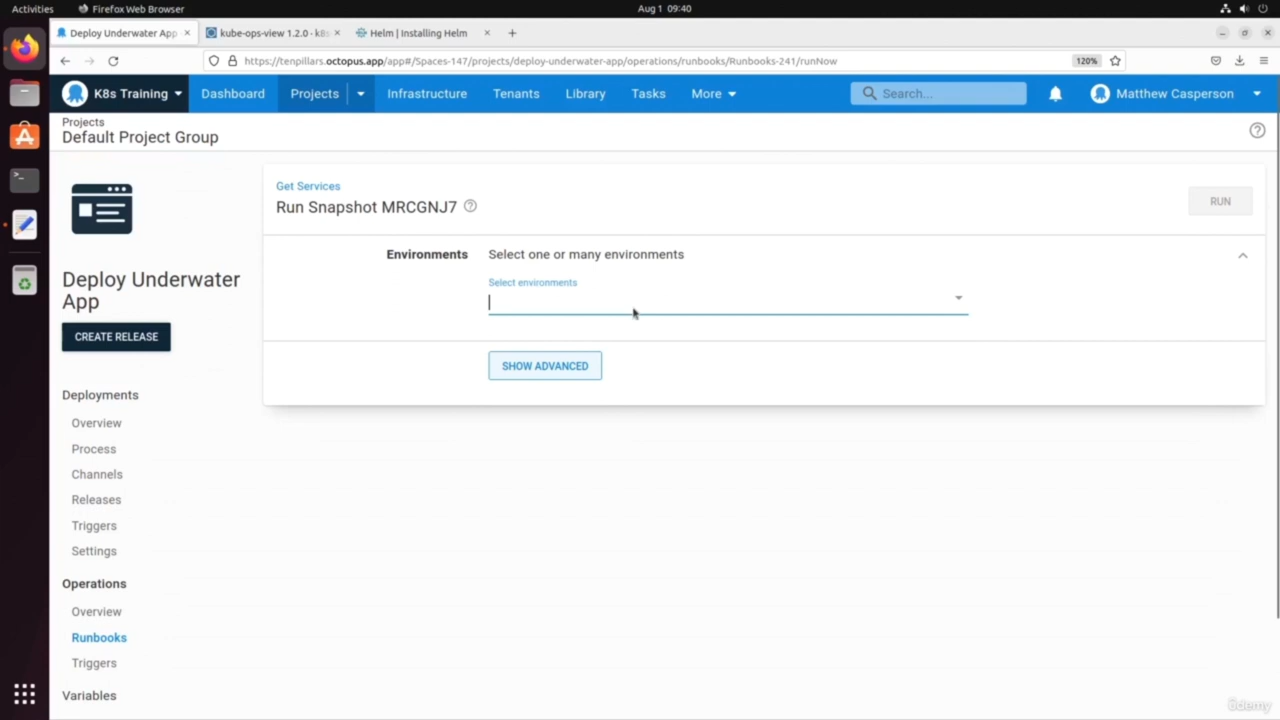 Activities
Firefox Web Browser
Aug 1 09:40
Deploy Underwater App
kube-ops-view 1.2.0 · k8s
Helm | Installing Helm
https://tenpillars.octopus.app/app#/Spaces-147/projects/deploy-underwater-app/operations/runbooks/Runbooks-241/runNow
120%
K8s Training
Dashboard
Projects
Infrastructure
Tenants
Library
Tasks
More
Search...
Matthew Casperson
Projects
Default Project Group
Get Services
Run Snapshot MRCGNJ7
RUN
Environments
Select one or many environments
Select environments
SHOW ADVANCED
Deploy Underwater
App
CREATE RELEASE
Deployments
Overview
Process
Channels
Releases
Triggers
Settings
Operations
Overview
Runbooks
Triggers
Variables
ûdemy